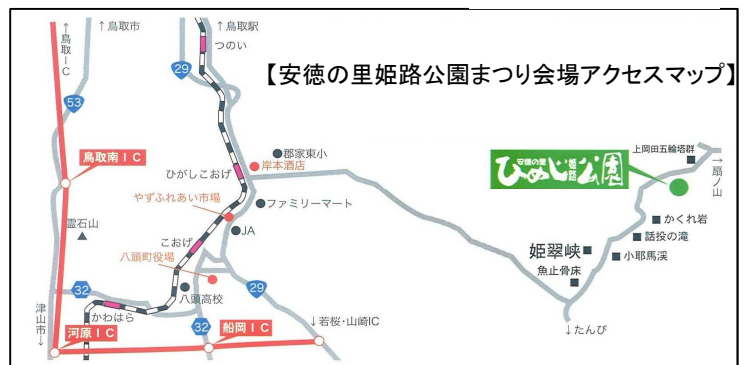 【安徳の里姫路公園まつり会場アクセスマップ】
↑鳥取IC
↑鳥取市
↑鳥取駅
つのい
29
53
鳥取南IC
郡家東小
岸本酒店
ひがしこおげ
やずふれあい市場
ファミリーマート
霊石山
こおげ
JA
八頭町役場
32
八頭高校
29
津山市↓
かわはら
32
船岡IC
↓若桜・山崎IC
河原IC
上岡田五輪塔群
→扇ノ山
安徳の里
姫路
ひめじ公園
かくれ岩
話投の滝
姫翠峡
小耶馬渓
魚止骨床
↓たんぴ